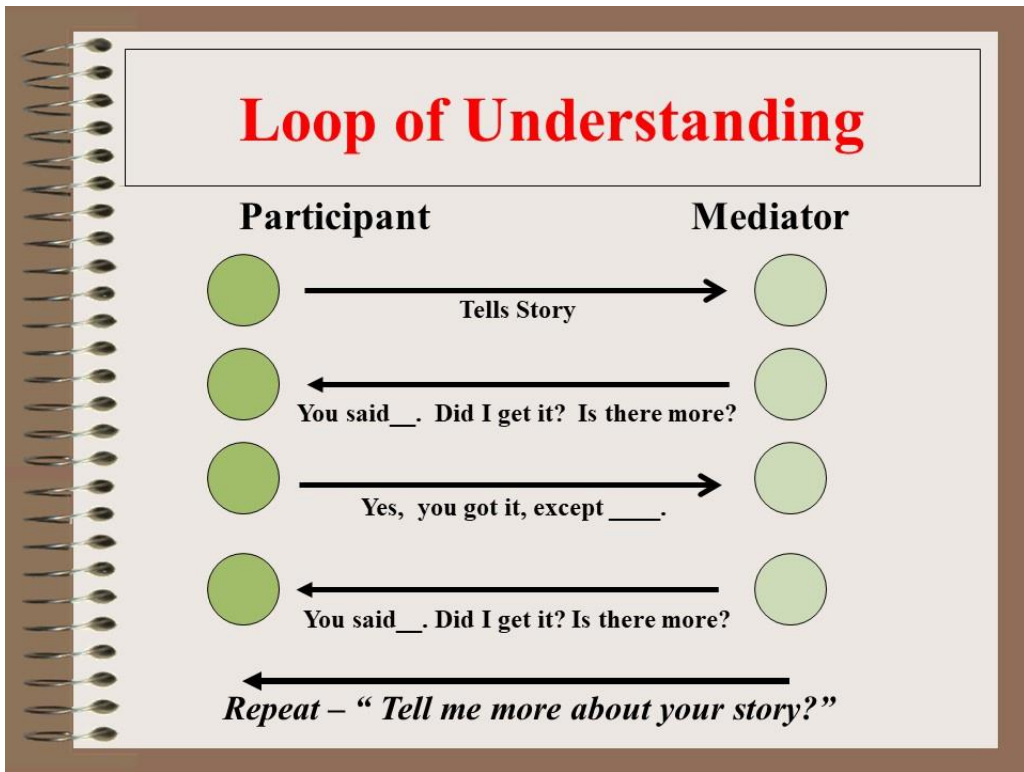 Loop of Understanding
Participant Mediator
Tells Story
You said__. Did I get it? Is there more?
Yes, you got it, except ____.
You said__. Did I get it? Is there more?
Repeat – “ Tell me more about your story?”